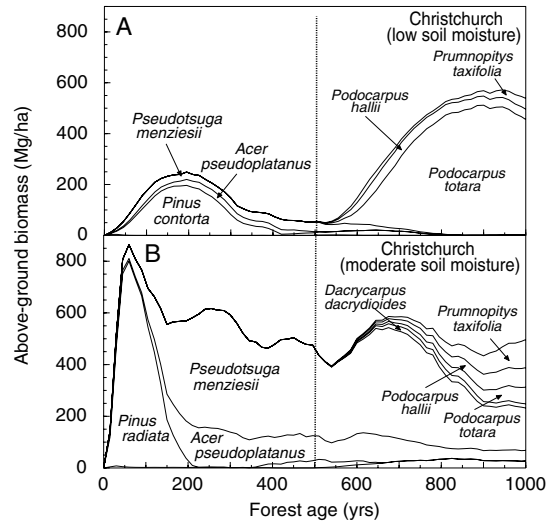 A
Christchurch
(low soil moisture)
Prumnopitys
taxifolia
Podocarpus
hallii
Pseudotsuga
menziesii
Acer
pseudoplatanus
Pinus
contorta
Podocarpus
totara
800
600
400
200
0
Above-ground biomass (Mg/ha)
B
Christchurch
(moderate soil moisture)
Dacrycarpus
dacrydioides
Prumnopitys
taxifolia
Pseudotsuga
menziesii
Podocarpus
hallii
Pinus
radiata
Acer
pseudoplatanus
Podocarpus
totara
800
600
400
200
0
0 200 400 600 800 1000
Forest age (yrs)